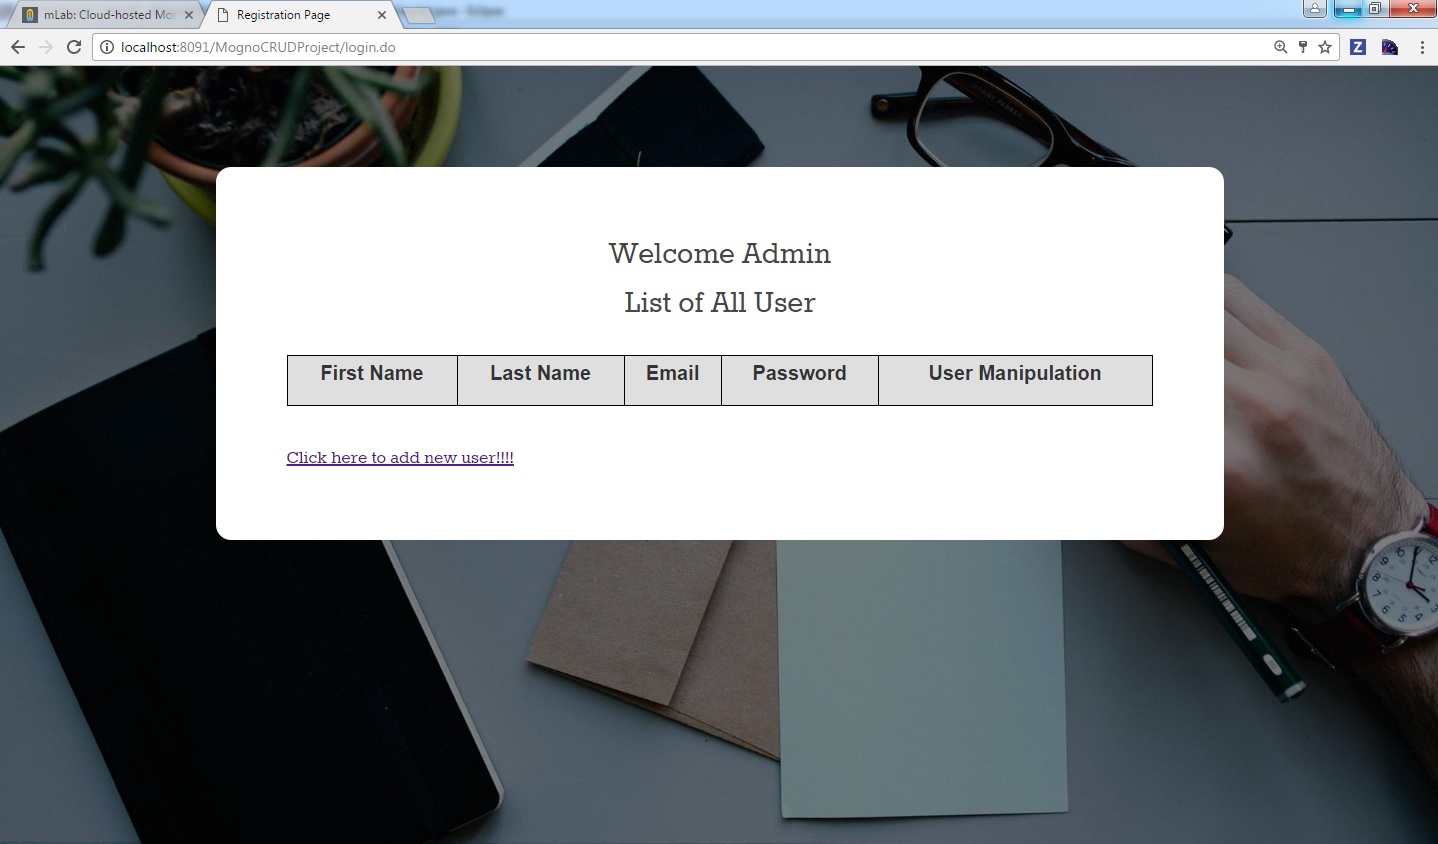 mLab: Cloud-hosted Mon
Registration Page
localhost:8091/MognoCRUDProject/login.do
Z
Welcome Admin
List of All User
First Name
Last Name
Email
Password
User Manipulation
Click here to add new user!!!!